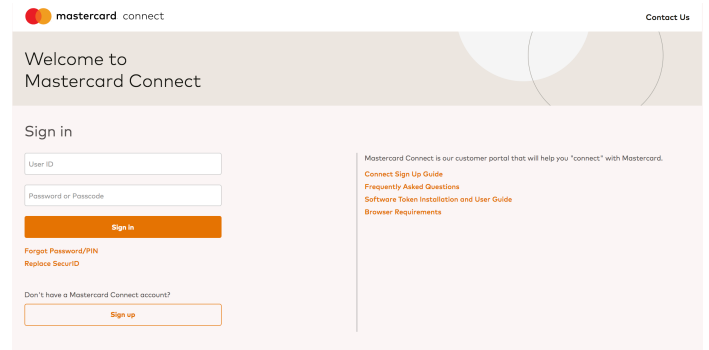 mastercard connect
Contact Us
Welcome to
Mastercard Connect
Sign in
User ID
Password or Passcode
Sign in
Forgot Password/PIN
Replace SecurID
Don't have a Mastercard Connect account?
Sign up
Mastercard Connect is our customer portal that will help you "connect" with Mastercard.
Connect Sign Up Guide
Frequently Asked Questions
Software Token Installation and User Guide
Browser Requirements